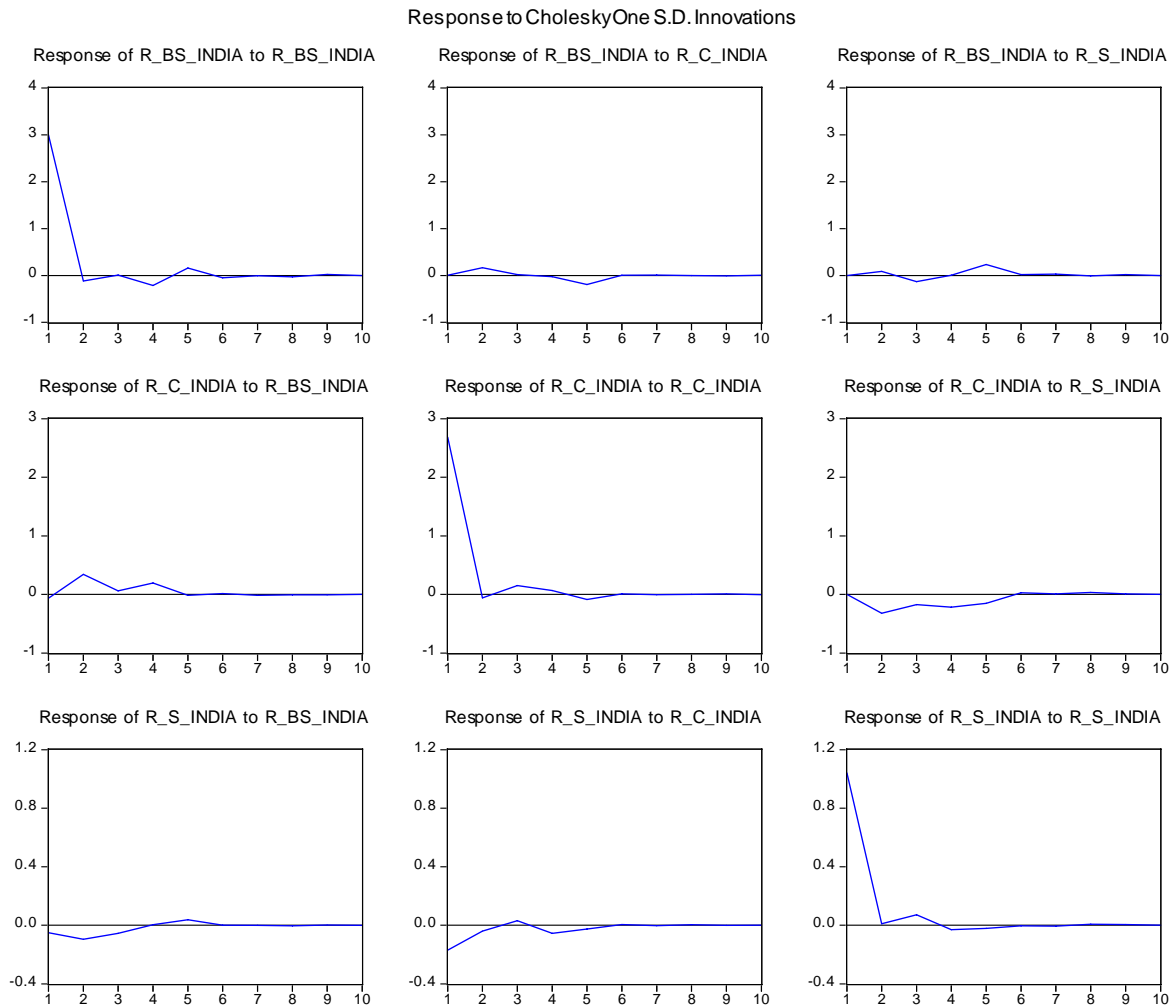 Response to Cholesky One S.D. Innovations
Response of R_BS_INDIA to R_BS_INDIA
Response of R_BS_INDIA to R_C_INDIA
Response of R_BS_INDIA to R_S_INDIA
4
3
2
1
0
-1
1 2 3 4 5 6 7 8 9 10
4
3
2
1
0
-1
1 2 3 4 5 6 7 8 9 10
4
3
2
1
0
-1
1 2 3 4 5 6 7 8 9 10
Response of R_C_INDIA to R_BS_INDIA
Response of R_C_INDIA to R_C_INDIA
Response of R_C_INDIA to R_S_INDIA
3
2
1
0
-1
1 2 3 4 5 6 7 8 9 10
3
2
1
0
-1
1 2 3 4 5 6 7 8 9 10
3
2
1
0
-1
1 2 3 4 5 6 7 8 9 10
Response of R_S_INDIA to R_BS_INDIA
Response of R_S_INDIA to R_C_INDIA
Response of R_S_INDIA to R_S_INDIA
1.2
0.8
0.4
0.0
-0.4
1 2 3 4 5 6 7 8 9 10
1.2
0.8
0.4
0.0
-0.4
1 2 3 4 5 6 7 8 9 10
1.2
0.8
0.4
0.0
-0.4
1 2 3 4 5 6 7 8 9 10